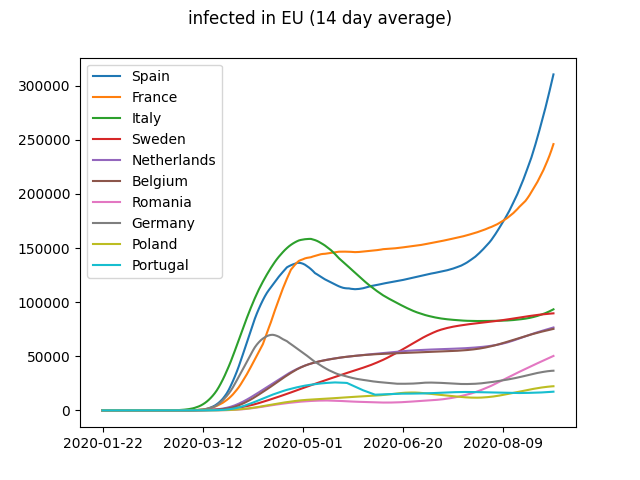 infected in EU (14 day average)
Spain
France
Italy
Sweden
Netherlands
Belgium
Romania
Germany
Poland
Portugal
300000
250000
200000
150000
100000
50000
0
2020-01-22 2020-03-12 2020-05-01 2020-06-20 2020-08-09